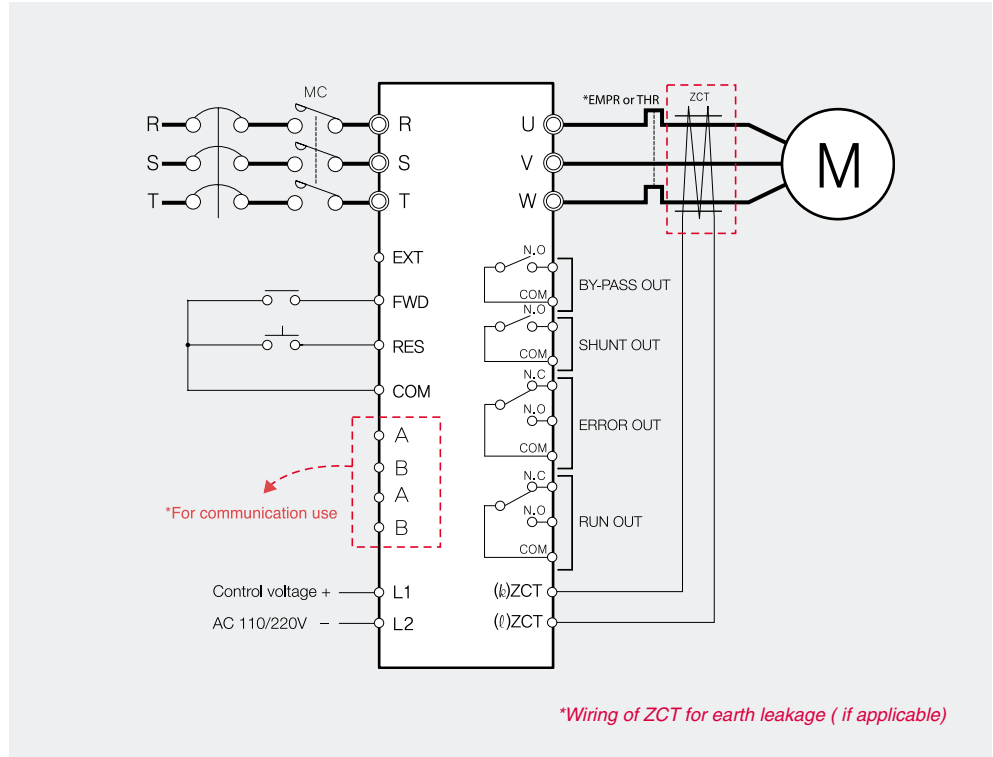 MC
R
S
T
R
S
T
EXT
FWD
RES
COM
A
B
A
B
*For communication use
Control voltage + L1
AC 110/220V − L2
U
V
W
*EMPR or THR
ZCT
M
N.O
COM
BY-PASS OUT
N.O
COM
SHUNT OUT
N.C
N.O
COM
ERROR OUT
N.C
N.O
COM
RUN OUT
(k)ZCT
(ℓ)ZCT
*Wiring of ZCT for earth leakage ( if applicable)